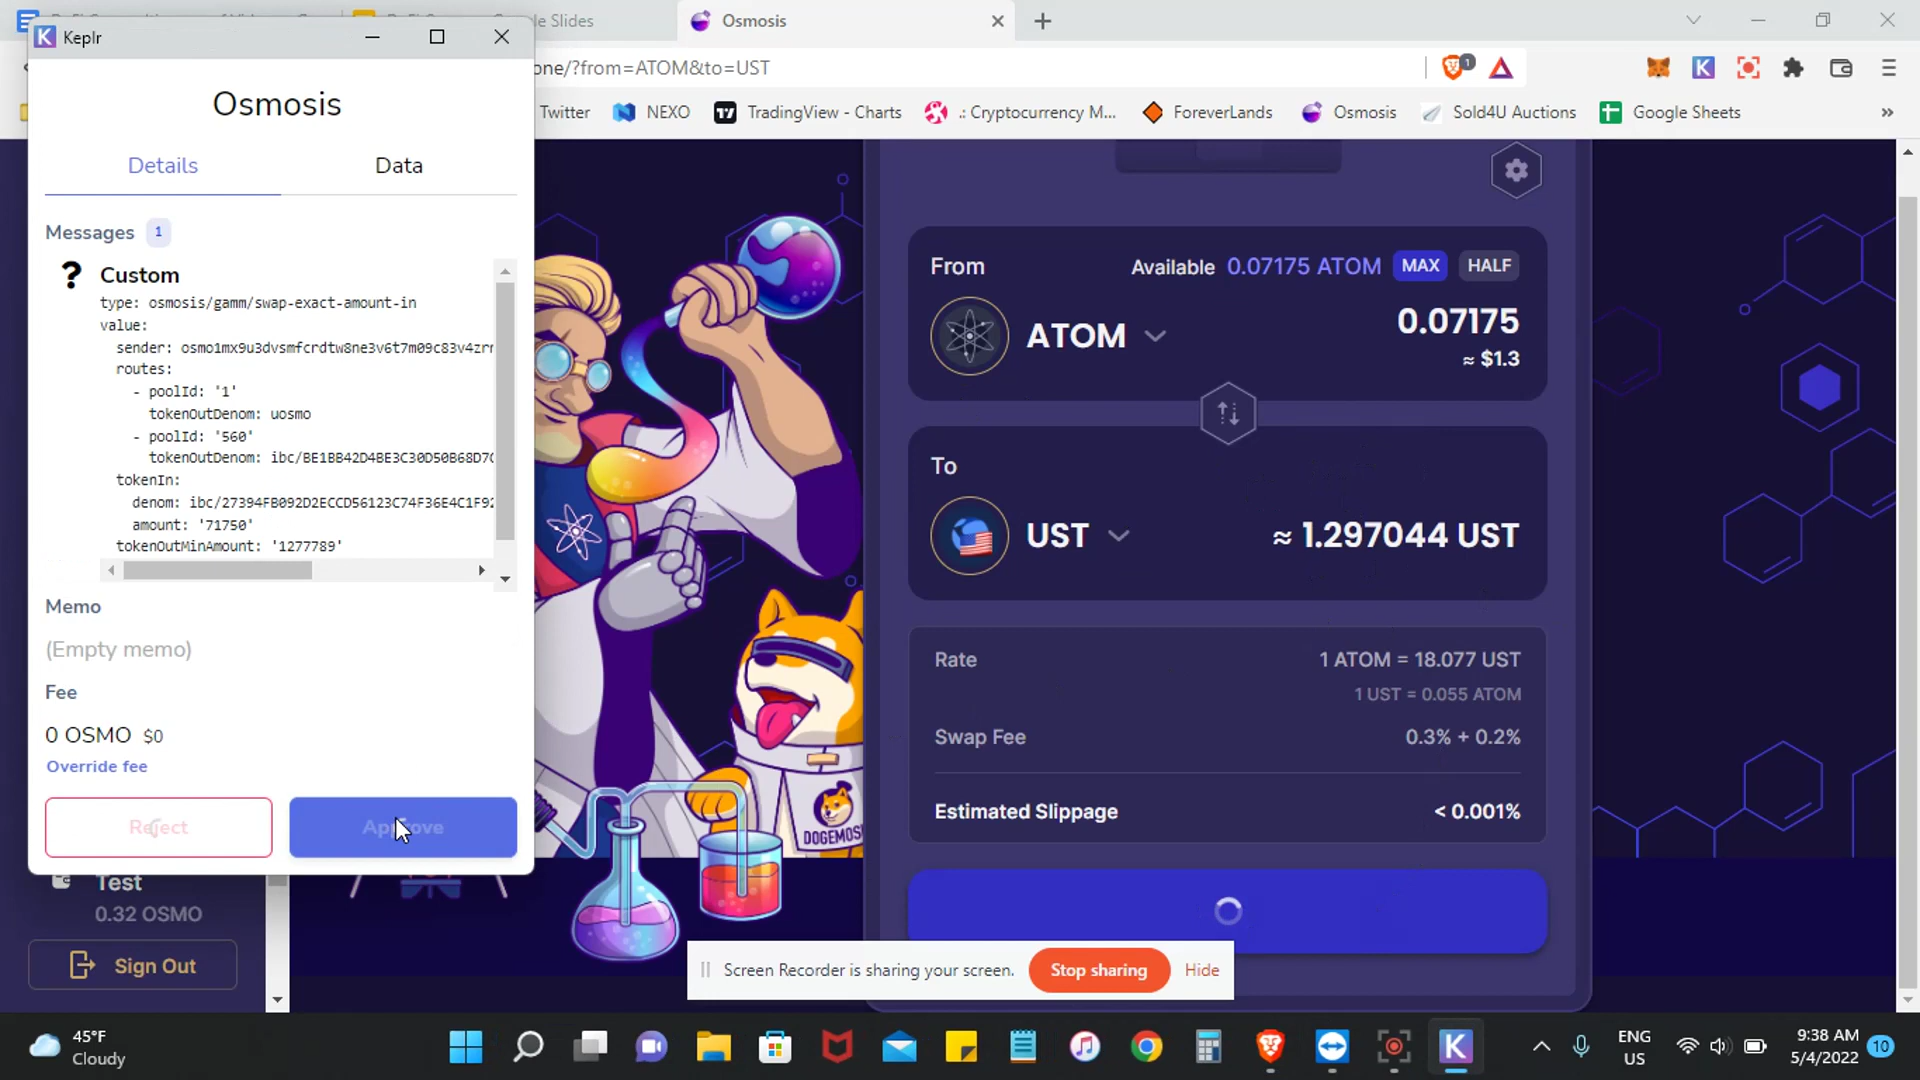 Keplr
e Slides
Osmosis
one/?from=ATOM&to=UST
1
Twitter
NEXO
TradingView - Charts
.: Cryptocurrency M...
ForeverLands
Osmosis
Sold4U Auctions
Google Sheets
»
Osmosis
Details
Data
Messages 1
? Custom
type: osmosis/gamm/swap-exact-amount-in
value:
sender: osmo1mx9u3dvsmfcrdtw8ne3v6t7m09c83v4zr
routes:
- poolId: '1'
tokenOutDenom: uosmo
- poolId: '560'
tokenOutDenom: ibc/BE1BB42D4BE3C30D50B68D7
tokenIn:
denom: ibc/27394FB092D2ECCD56123C74F36E4C1F92
amount: '71750'
tokenOutMinAmount: '1277789'
Memo
(Empty memo)
Fee
0 OSMO $0
Override fee
Reject
Approve
Test
0.32 OSMO
Sign Out
DOGEMOS
From
Available 0.07175 ATOM MAX HALF
ATOM
0.07175
≈ $1.3
To
UST
≈ 1.297044 UST
Rate
1 ATOM = 18.077 UST
1 UST = 0.055 ATOM
Swap Fee
0.3% + 0.2%
Estimated Slippage
< 0.001%
Screen Recorder is sharing your screen.
Stop sharing
Hide
45°F
Cloudy
ENG
US
9:38 AM
5/4/2022
10